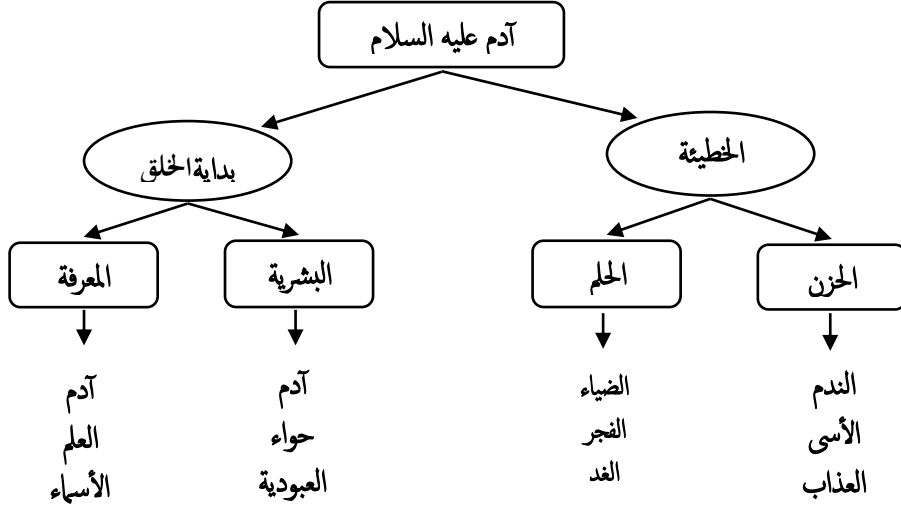 آدم عليه السلام
الخطيئة
بداية الخلق
الحزن
الحلم
البشرية
المعرفة
الندم
الأسى
العذاب
الضياء
الفجر
الغد
آدم
حواء
العبودية
آدم
العلم
الأسماء